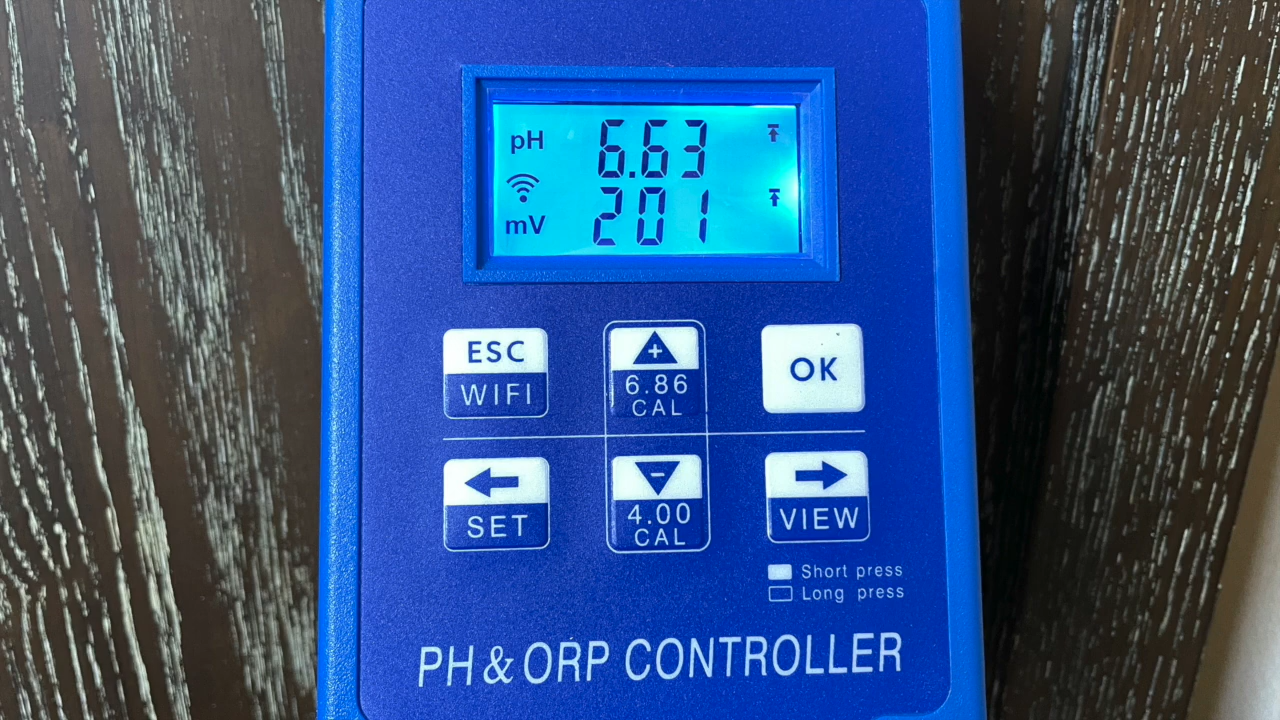 pH 6.63
mV 201
ESC
WIFI
+
6.86
CAL
OK
SET
-
4.00
CAL
VIEW
Short press
Long press
PH & ORP CONTROLLER